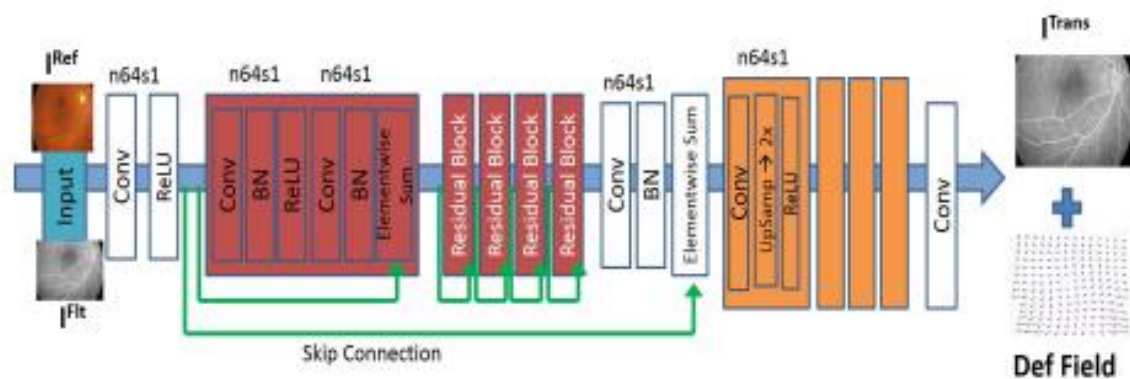 I^Ref
Input
I^Flt
n64s1
Conv
ReLU
n64s1
n64s1
Conv
BN
ReLU
Conv
BN
Elementwise
Sum
Residual Block
Residual Block
Residual Block
Residual Block
n64s1
Conv
BN
Elementwise Sum
n64s1
Conv
UpSamp → 2x
ReLU
Conv
Skip Connection
I^Trans
+
Def Field